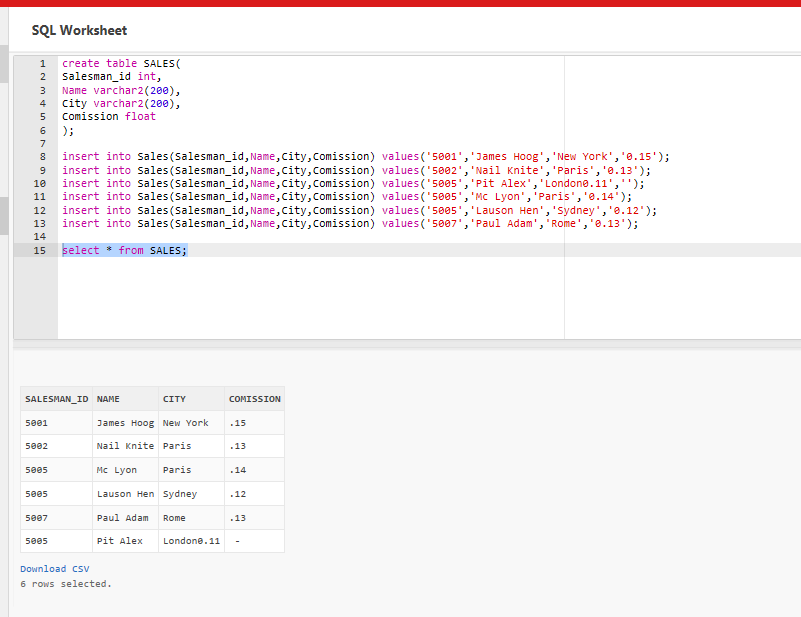 SQL Worksheet
1 create table SALES(
2 Salesman_id int,
3 Name varchar2(200),
4 City varchar2(200),
5 Comission float
6 );
7
8 insert into Sales(Salesman_id,Name,City,Comission) values('5001','James Hoog','New York','0.15');
9 insert into Sales(Salesman_id,Name,City,Comission) values('5002','Nail Knite','Paris','0.13');
10 insert into Sales(Salesman_id,Name,City,Comission) values('5005','Pit Alex','London0.11','');
11 insert into Sales(Salesman_id,Name,City,Comission) values('5005','Mc Lyon','Paris','0.14');
12 insert into Sales(Salesman_id,Name,City,Comission) values('5005','Lauson Hen','Sydney','0.12');
13 insert into Sales(Salesman_id,Name,City,Comission) values('5007','Paul Adam','Rome','0.13');
14
15 select * from SALES;
SALESMAN_ID NAME CITY COMISSION
5001 James Hoog New York .15
5002 Nail Knite Paris .13
5005 Mc Lyon Paris .14
5005 Lauson Hen Sydney .12
5007 Paul Adam Rome .13
5005 Pit Alex London0.11 -
Download CSV
6 rows selected.